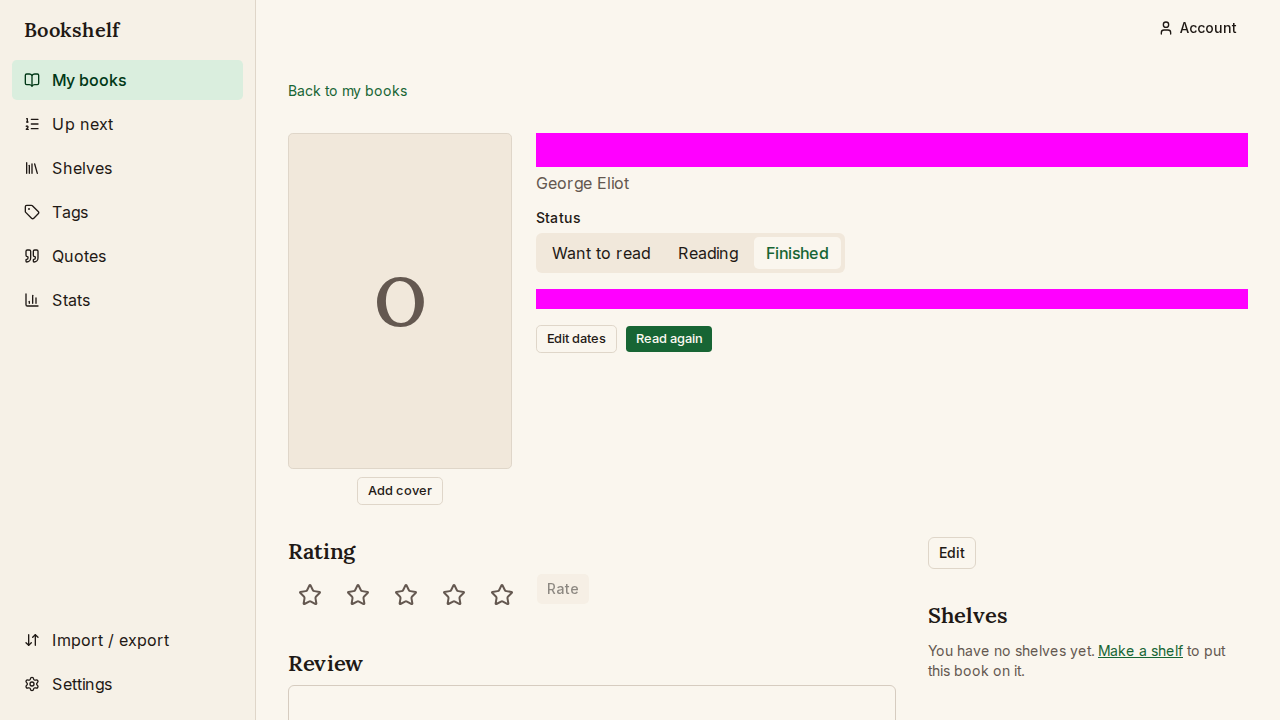 Bookshelf
Account
My books
Up next
Shelves
Tags
Quotes
Stats
Import / export
Settings
Back to my books
O
George Eliot
Status
Want to read
Reading
Finished
Edit dates
Read again
Add cover
Rating
Rate
Review
Edit
Shelves
You have no shelves yet. Make a shelf to put
this book on it.